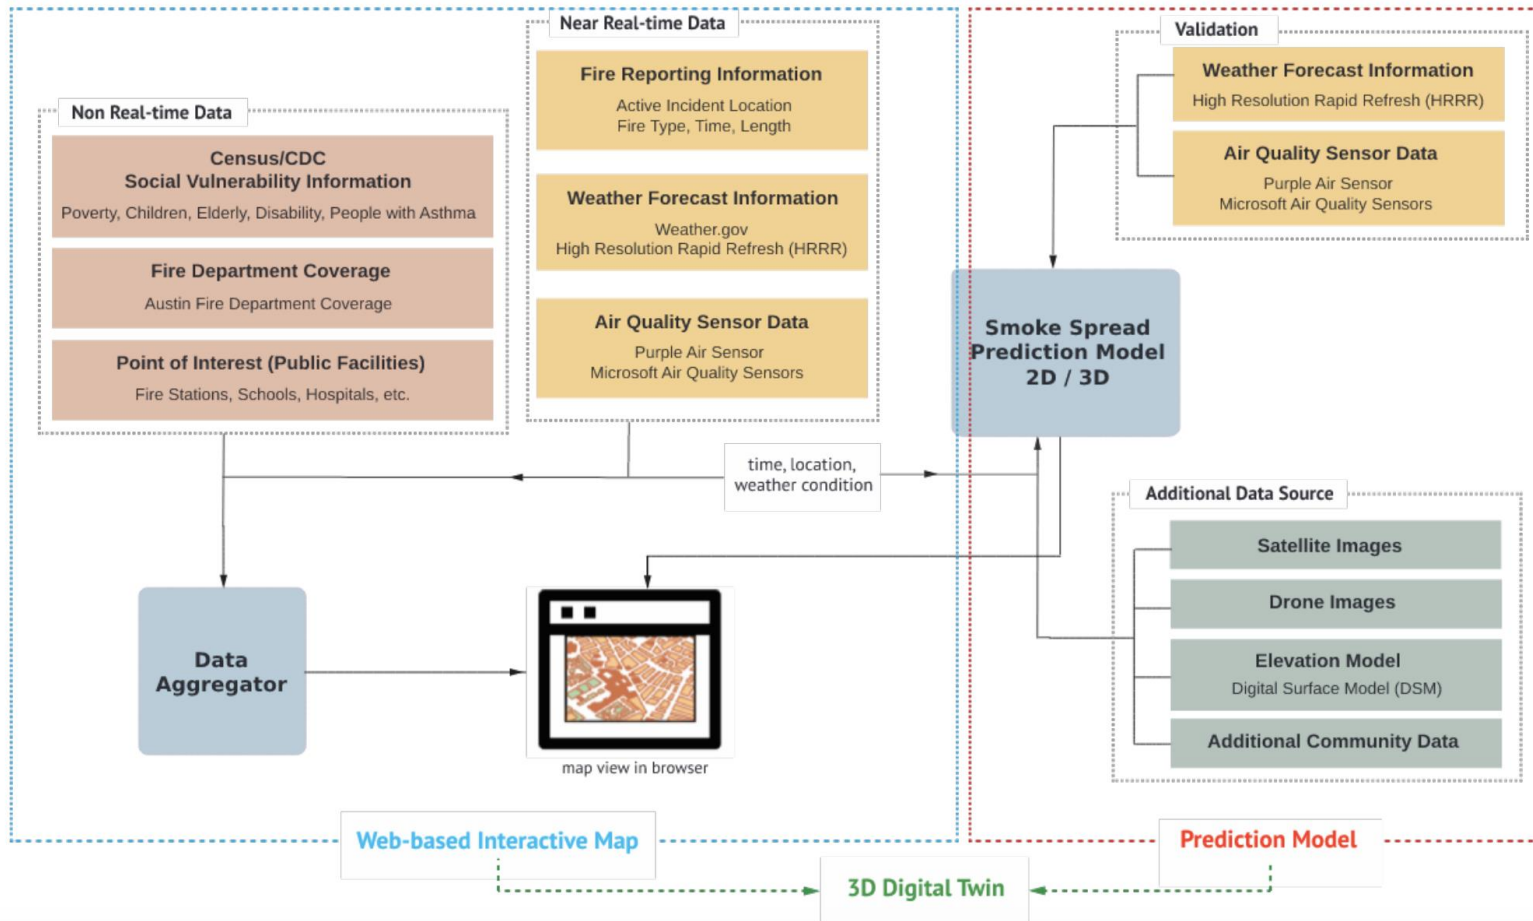 Non Real-time Data
Census/CDC
Social Vulnerability Information
Poverty, Children, Elderly, Disability, People with Asthma
Fire Department Coverage
Austin Fire Department Coverage
Point of Interest (Public Facilities)
Fire Stations, Schools, Hospitals, etc.
Near Real-time Data
Fire Reporting Information
Active Incident Location
Fire Type, Time, Length
Weather Forecast Information
Weather.gov
High Resolution Rapid Refresh (HRRR)
Air Quality Sensor Data
Purple Air Sensor
Microsoft Air Quality Sensors
Validation
Weather Forecast Information
High Resolution Rapid Refresh (HRRR)
Air Quality Sensor Data
Purple Air Sensor
Microsoft Air Quality Sensors
Smoke Spread
Prediction Model
2D / 3D
time, location,
weather condition
Additional Data Source
Satellite Images
Drone Images
Elevation Model
Digital Surface Model (DSM)
Additional Community Data
Data
Aggregator
map view in browser
Web-based Interactive Map
Prediction Model
3D Digital Twin